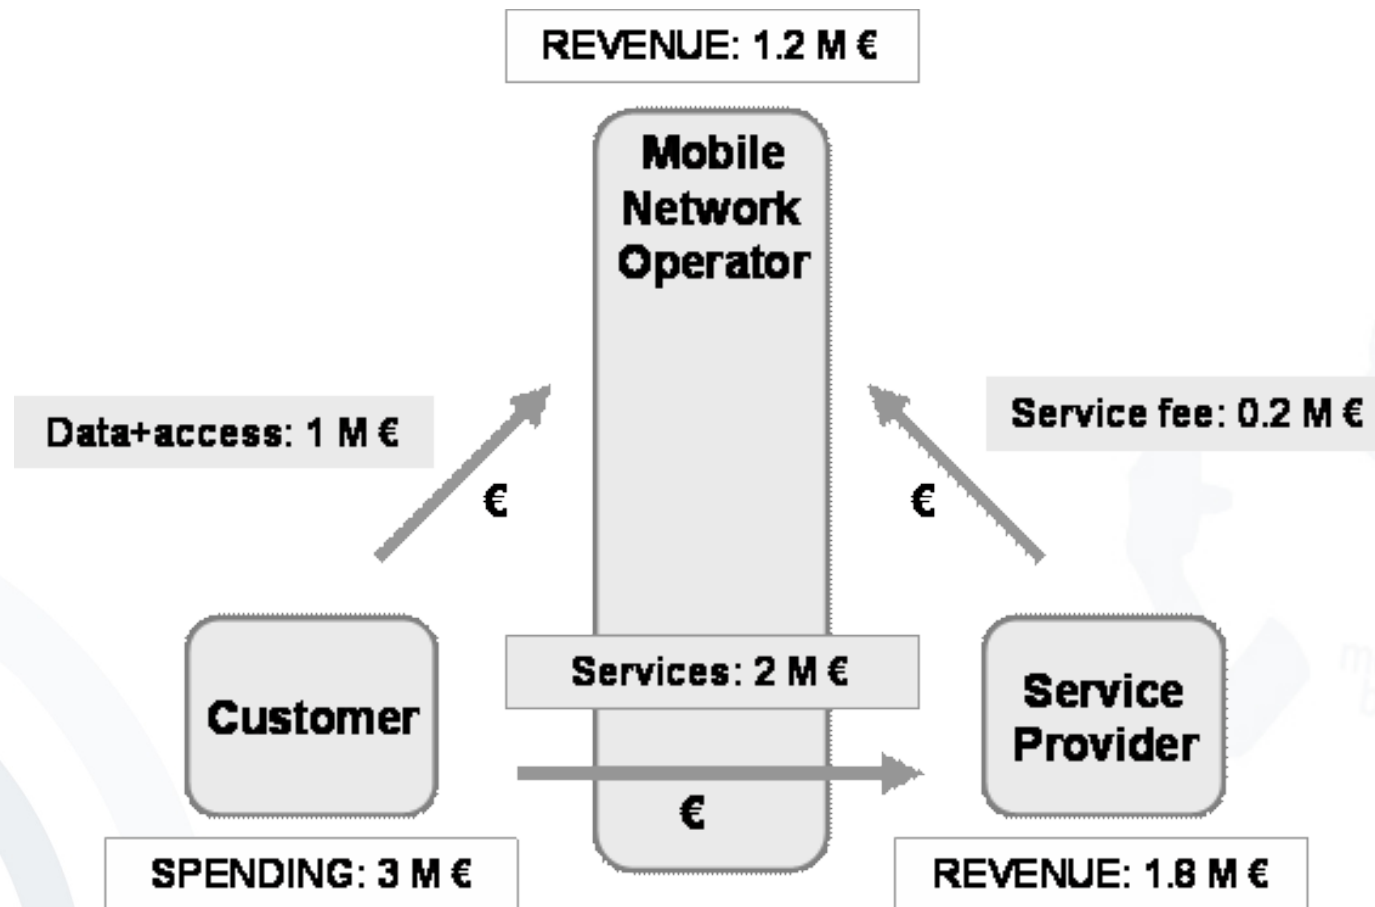 REVENUE: 1.2 M €
Mobile
Network
Operator
Data+access: 1 M €
Service fee: 0.2 M €
€
€
Services: 2 M €
Customer
Service
Provider
€
SPENDING: 3 M €
REVENUE: 1.8 M €